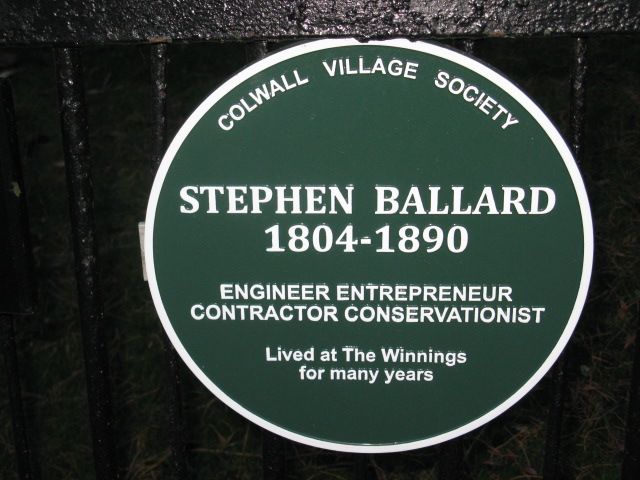 COLWALL VILLAGE SOCIETY
STEPHEN BALLARD
1804-1890
ENGINEER ENTREPRENEUR
CONTRACTOR CONSERVATIONIST
Lived at The Winnings
for many years